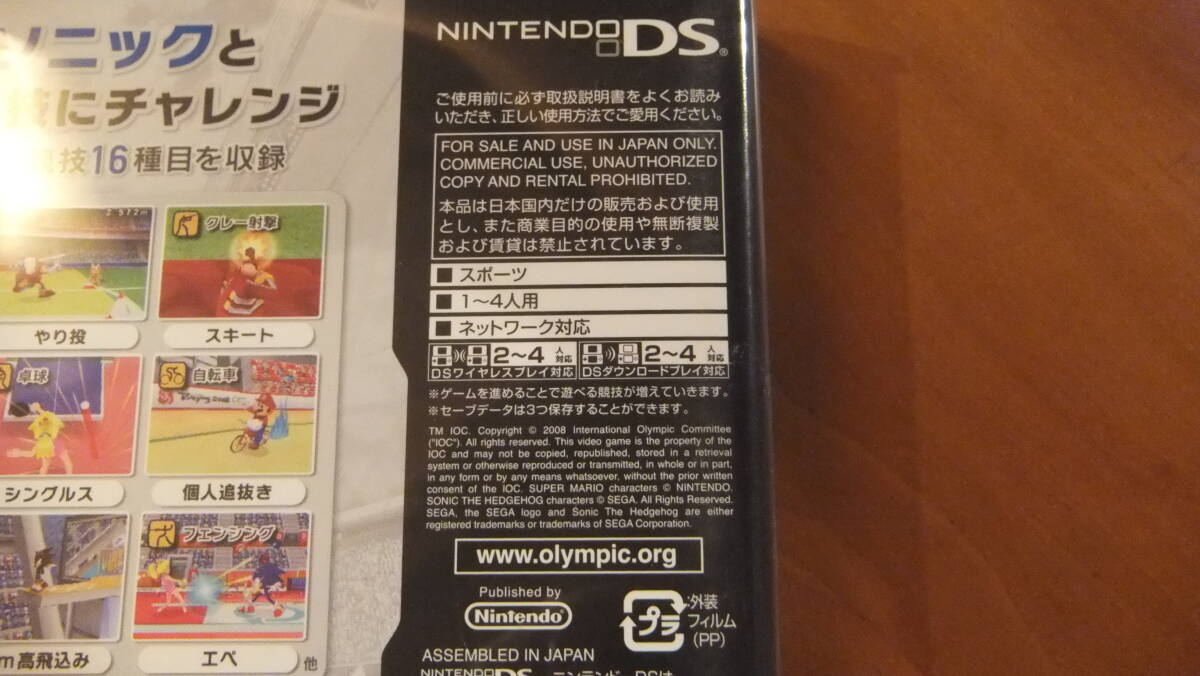 ソニックと
技にチャレンジ
競技16種目を収録
2 572m
クレー射撃
やり投
スキート
卓球
自転車
シングルス
個人追抜き
フェンシング
m高飛込み
エペ
他
NINTENDO DS®
ご使用前に必ず取扱説明書をよくお読み
いただき、正しい使用方法でご愛用ください。
FOR SALE AND USE IN JAPAN ONLY.
COMMERCIAL USE, UNAUTHORIZED
COPY AND RENTAL PROHIBITED.
本品は日本国内だけの販売および使用
とし、また商業目的の使用や無断複製
および賃貸は禁止されています。
■ スポーツ
■ 1～4人用
■ ネットワーク対応
2～4人対応
DSワイヤレスプレイ対応
2～4人対応
DSダウンロードプレイ対応
※ゲームを進めることで遊べる競技が増えていきます。
※セーブデータは3つ保存することができます。
TM IOC. Copyright © 2008 International Olympic Committee
("IOC"). All rights reserved. This video game is the property of the
IOC and may not be copied, republished, stored in a retrieval
system or otherwise reproduced or transmitted, in whole or in part,
in any form or by any means whatsoever, without the prior written
consent of the IOC. SUPER MARIO characters © NINTENDO.
SONIC THE HEDGEHOG characters © SEGA. All Rights Reserved.
SEGA, the SEGA logo and Sonic The Hedgehog are either
registered trademarks or trademarks of SEGA Corporation.
www.olympic.org
Published by
Nintendo®
プラ
:外装
フィルム
(PP)
ASSEMBLED IN JAPAN
NINTENDO DS、ニンテンドーDSは